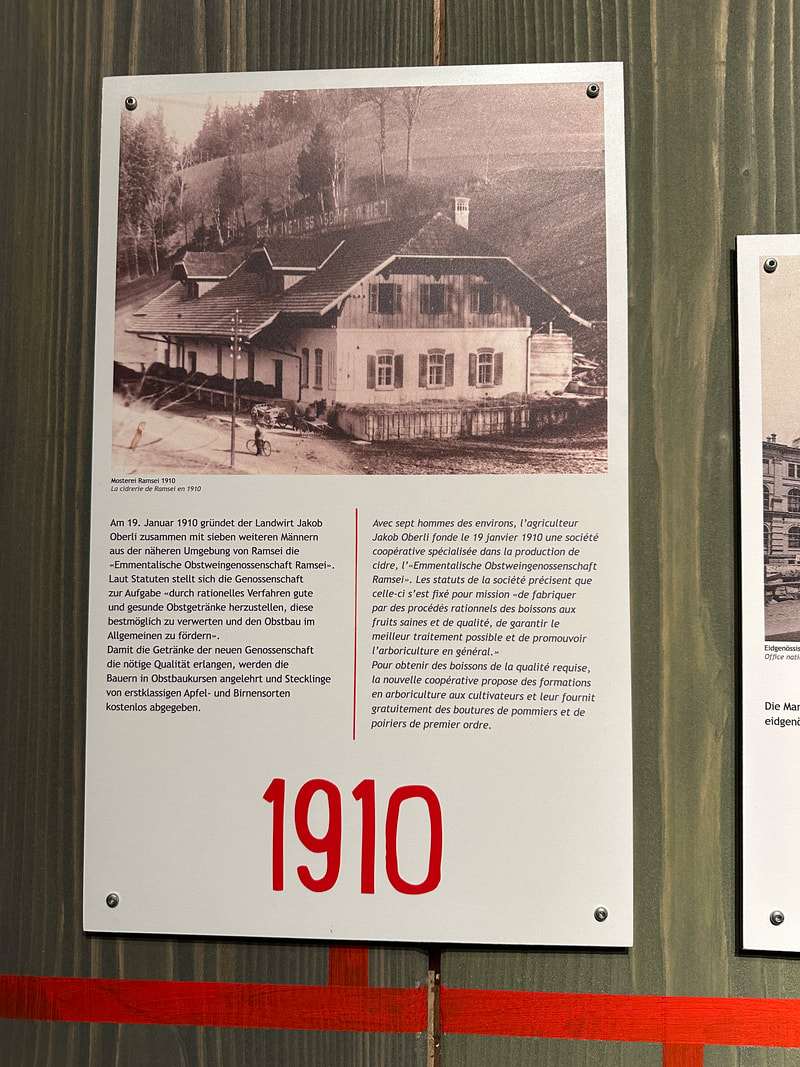 Mosterei Ramsei 1910
La cidrerie de Ramsei en 1910
Am 19. Januar 1910 gründet der Landwirt Jakob
Oberli zusammen mit sieben weiteren Männern
aus der näheren Umgebung von Ramsei die
«Emmentalische Obstweingenossenschaft Ramsei».
Laut Statuten stellt sich die Genossenschaft
zur Aufgabe «durch rationelles Verfahren gute
und gesunde Obstgetränke herzustellen, diese
bestmöglich zu verwerten und den Obstbau im
Allgemeinen zu fördern».
Damit die Getränke der neuen Genossenschaft
die nötige Qualität erlangen, werden die
Bauern in Obstbaukursen angelehrt und Stecklinge
von erstklassigen Apfel- und Birnensorten
kostenlos abgegeben.
Avec sept hommes des environs, l'agriculteur
Jakob Oberli fonde le 19 janvier 1910 une société
coopérative spécialisée dans la production de
cidre, l'«Emmentalische Obstweingenossenschaft
Ramsei». Les statuts de la société précisent que
celle-ci s'est fixé pour mission «de fabriquer
par des procédés rationnels des boissons aux
fruits saines et de qualité, de garantir le
meilleur traitement possible et de promouvoir
l'arboriculture en général.»
Pour obtenir des boissons de la qualité requise,
la nouvelle coopérative propose des formations
en arboriculture aux cultivateurs et leur fournit
gratuitement des boutures de pommiers et de
poiriers de premier ordre.
1910
Eidgenössis
Office nati
Die Mar
eidgenö